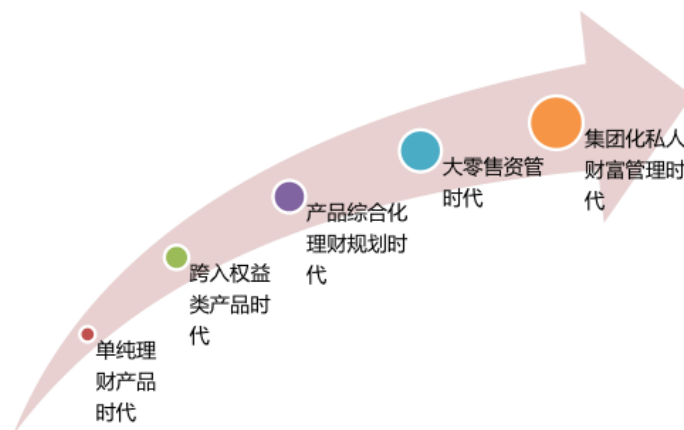 单纯理
财产品
时代
跨入权益
类产品时
代
产品综合化
理财规划时
代
大零售资管
时代
集团化私人
财富管理时
代